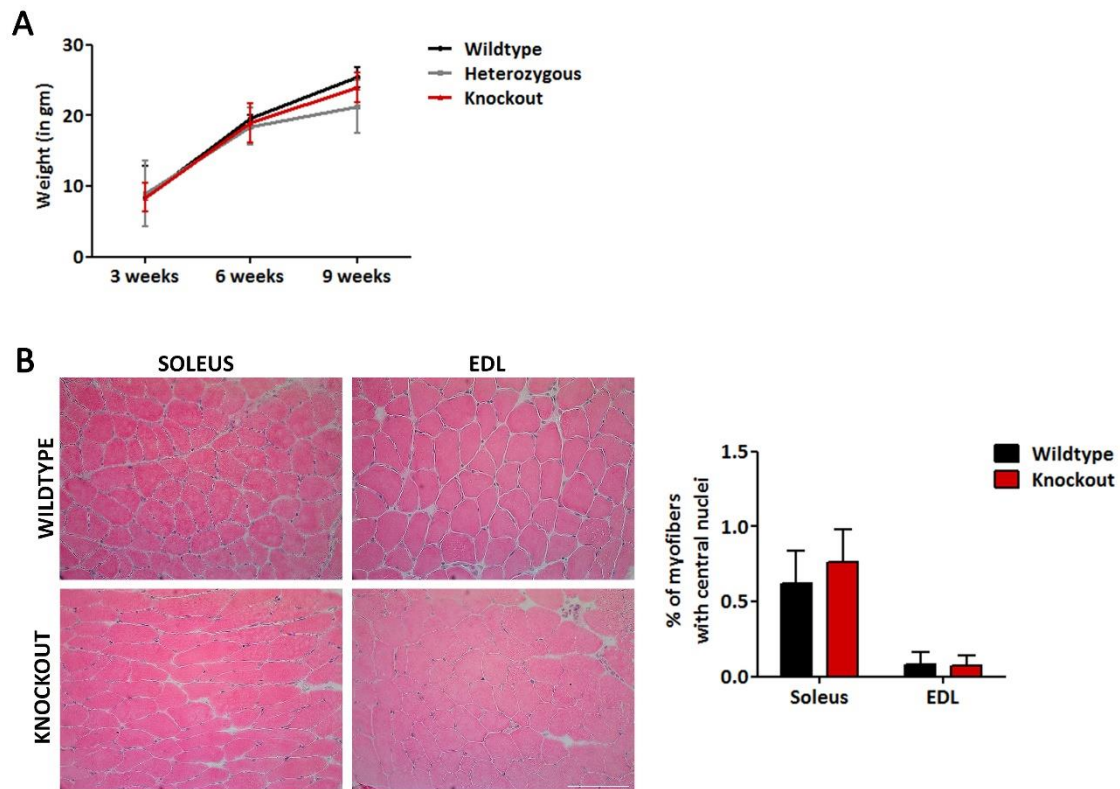 A
30
20
10
0
Weight (in gm)
3 weeks 6 weeks 9 weeks
Wildtype
Heterozygous
Knockout
B
SOLEUS EDL
WILDTYPE
KNOCKOUT
1.5
1.0
0.5
0.0
% of myofibers
with central nuclei
Soleus EDL
Wildtype
Knockout